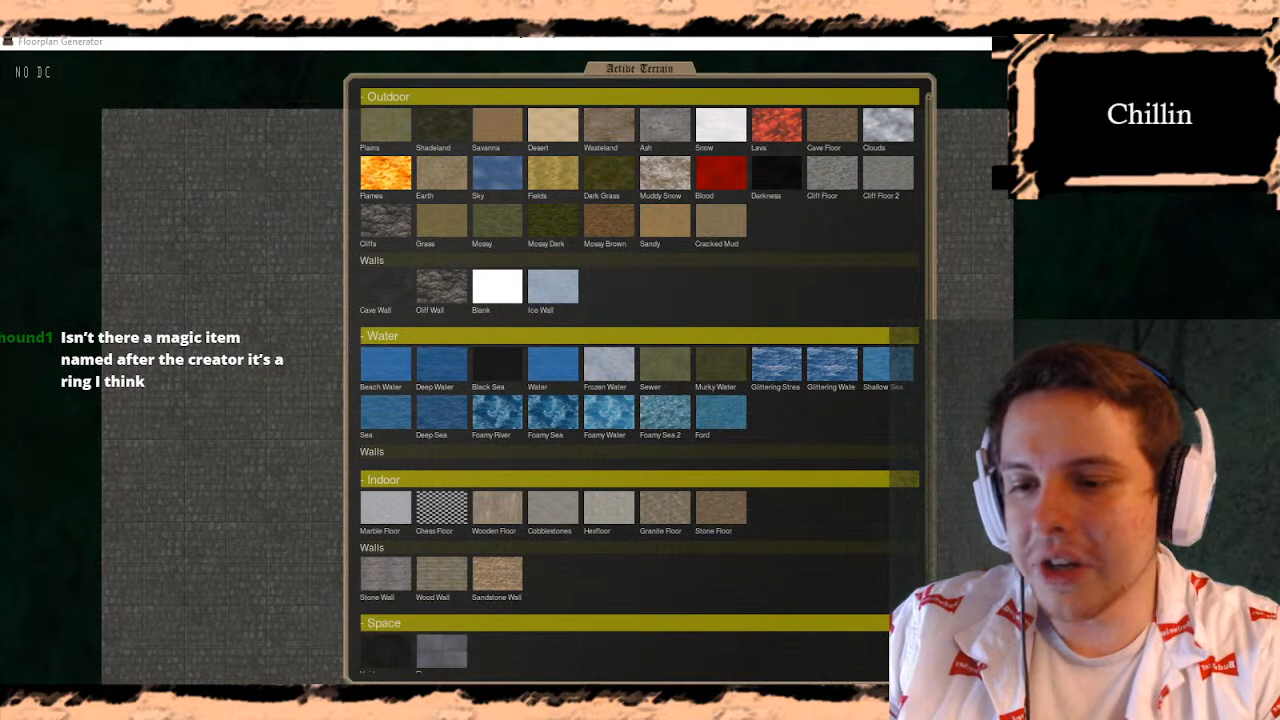 Floorplan Generator
NO DC
Active Terrain
Chillin
- Outdoor
Plains Shadeland Savanna Desert Wasteland Ash Snow Lava Cave Floor Clouds
Flames Earth Sky Fields Dark Grass Muddy Snow Blood Darkness Cliff Floor Cliff Floor 2
Cliffs Grass Mossy Mossy Dark Mossy Brown Sandy Cracked Mud
Walls
Cave Wall Cliff Wall Blank Ice Wall
- Water
Beach Water Deep Water Black Sea Water Frozen Water Sewer Murky Water Glittering Strea Glittering Wate Shallow Sea
Sea Deep Sea Foamy River Foamy Sea Foamy Water Foamy Sea 2 Ford
Walls
- Indoor
Marble Floor Chess Floor Wooden Floor Cobblestones Hexfloor Granite Floor Stone Floor
Walls
Stone Wall Wood Wall Sandstone Wall
- Space
hound1 Isn't there a magic item
named after the creator it's a
ring I think